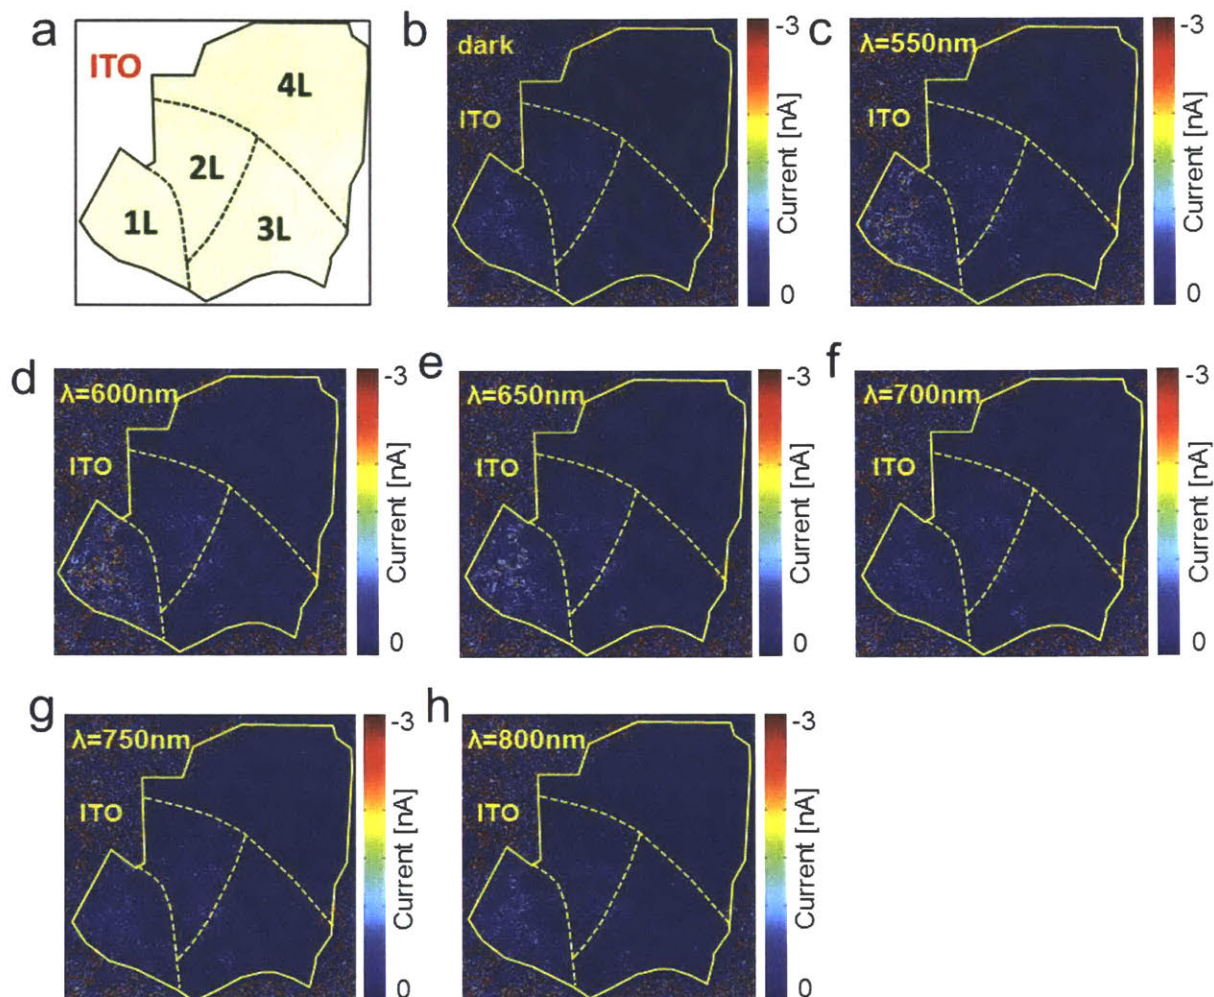 a
ITO
4L
2L
1L
3L
b
dark
ITO
-3
Current [nA]
0
c
λ=550nm
ITO
-3
Current [nA]
0
d
λ=600nm
ITO
-3
Current [nA]
0
e
λ=650nm
ITO
-3
Current [nA]
0
f
λ=700nm
ITO
-3
Current [nA]
0
g
λ=750nm
ITO
-3
Current [nA]
0
h
λ=800nm
ITO
-3
Current [nA]
0